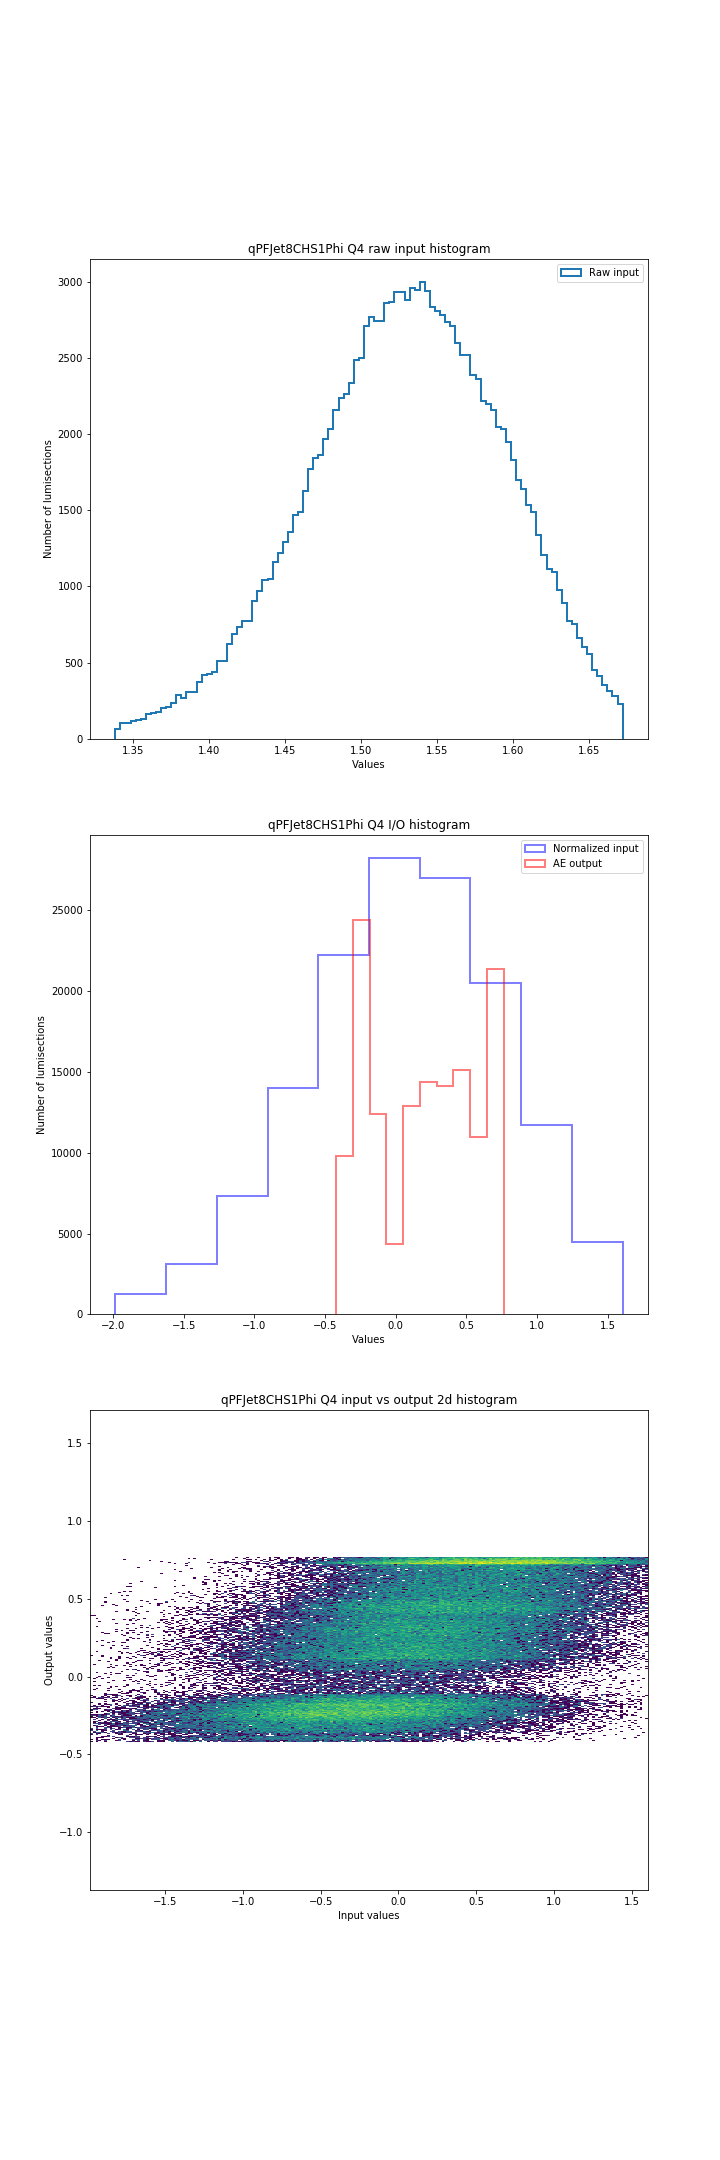 qPFJet8CHS1Phi Q4 raw input histogram
Raw input
3000
2500
2000
1500
1000
500
0
Number of lumisections
1.35 1.40 1.45 1.50 1.55 1.60 1.65
Values
qPFJet8CHS1Phi Q4 I/O histogram
Normalized input
AE output
25000
20000
15000
10000
5000
0
Number of lumisections
−2.0 −1.5 −1.0 −0.5 0.0 0.5 1.0 1.5
Values
qPFJet8CHS1Phi Q4 input vs output 2d histogram
1.5
1.0
0.5
0.0
−0.5
−1.0
Output values
−1.5 −1.0 −0.5 0.0 0.5 1.0 1.5
Input values